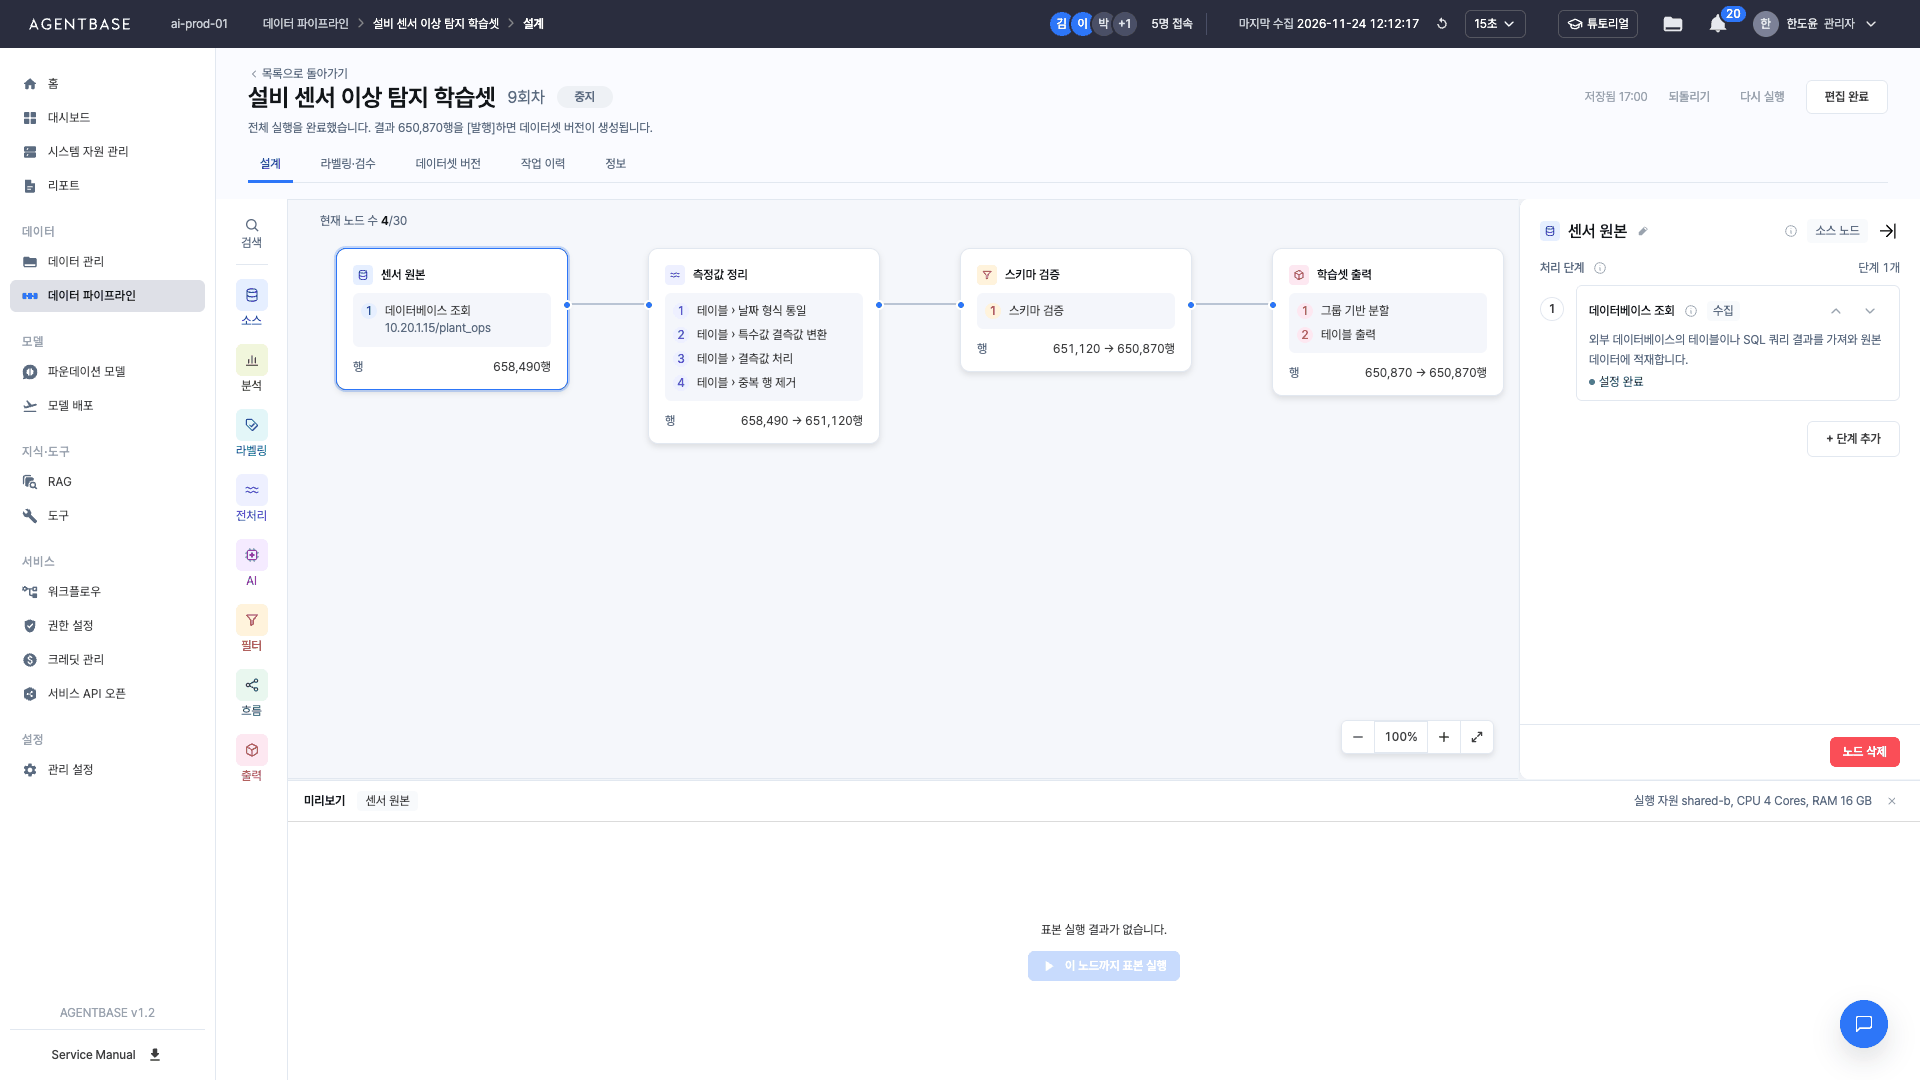 AGENTBASE
ai-prod-01
데이터 파이프라인 > 설비 센서 이상 탐지 학습셋 > 설계
김 이 박 +1 5명 접속
마지막 수집 2026-11-24 12:12:17
15초
튜토리얼
20
한 한도윤 관리자
홈
대시보드
시스템 자원 관리
리포트
데이터
데이터 관리
데이터 파이프라인
모델
파운데이션 모델
모델 배포
지식·도구
RAG
도구
서비스
워크플로우
권한 설정
크레딧 관리
서비스 API 오픈
설정
관리 설정
AGENTBASE v1.2
Service Manual
목록으로 돌아가기
설비 센서 이상 탐지 학습셋 9회차 중지
저장됨 17:00 되돌리기 다시 실행 편집 완료
전체 실행을 완료했습니다. 결과 650,870행을 [발행]하면 데이터셋 버전이 생성됩니다.
설계 라벨링·검수 데이터셋 버전 작업 이력 정보
검색
소스
분석
라벨링
전처리
AI
필터
흐름
출력
현재 노드 수 4/30
센서 원본
1 데이터베이스 조회
10.20.1.15/plant_ops
행 658,490행
측정값 정리
1 테이블 › 날짜 형식 통일
2 테이블 › 특수값 결측값 변환
3 테이블 › 결측값 처리
4 테이블 › 중복 행 제거
행 658,490 → 651,120행
스키마 검증
1 스키마 검증
행 651,120 → 650,870행
학습셋 출력
1 그룹 기반 분할
2 테이블 출력
행 650,870 → 650,870행
100%
센서 원본
소스 노드
처리 단계
단계 1개
1
데이터베이스 조회 수집
외부 데이터베이스의 테이블이나 SQL 쿼리 결과를 가져와 원본
데이터에 적재합니다.
설정 완료
+ 단계 추가
노드 삭제
미리보기 센서 원본
실행 자원 shared-b, CPU 4 Cores, RAM 16 GB
표본 실행 결과가 없습니다.
이 노드까지 표본 실행